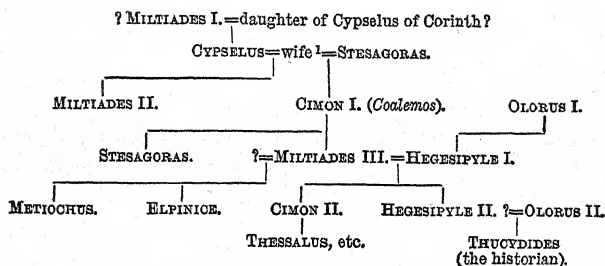 ? MILTIADES I.=daughter of Cypselus of Corinth?
CYPSELUS=wife ¹=STESAGORAS.
MILTIADES II. CIMON I. (Coalemos). OLORUS I.
STESAGORAS. ?=MILTIADES III.=HEGESIPYLE I.
METIOCHUS. ELPINICE. CIMON II. HEGESIPYLE II. ?=OLORUS II.
THESSALUS, etc. THUCYDIDES
(the historian).